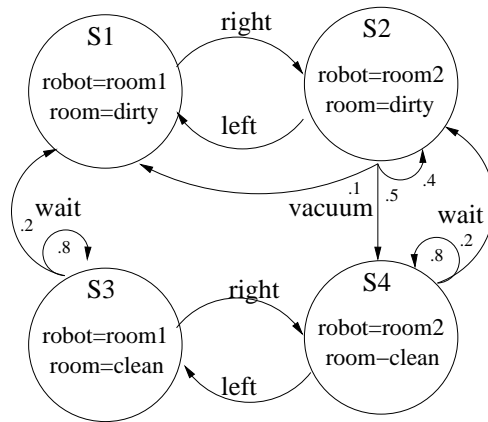 S1
robot=room1
room=dirty
right
left
S2
robot=room2
room=dirty
.1
.5
.4
vacuum
wait
.2
.8
wait
.2
.8
S3
robot=room1
room=clean
right
left
S4
robot=room2
room−clean